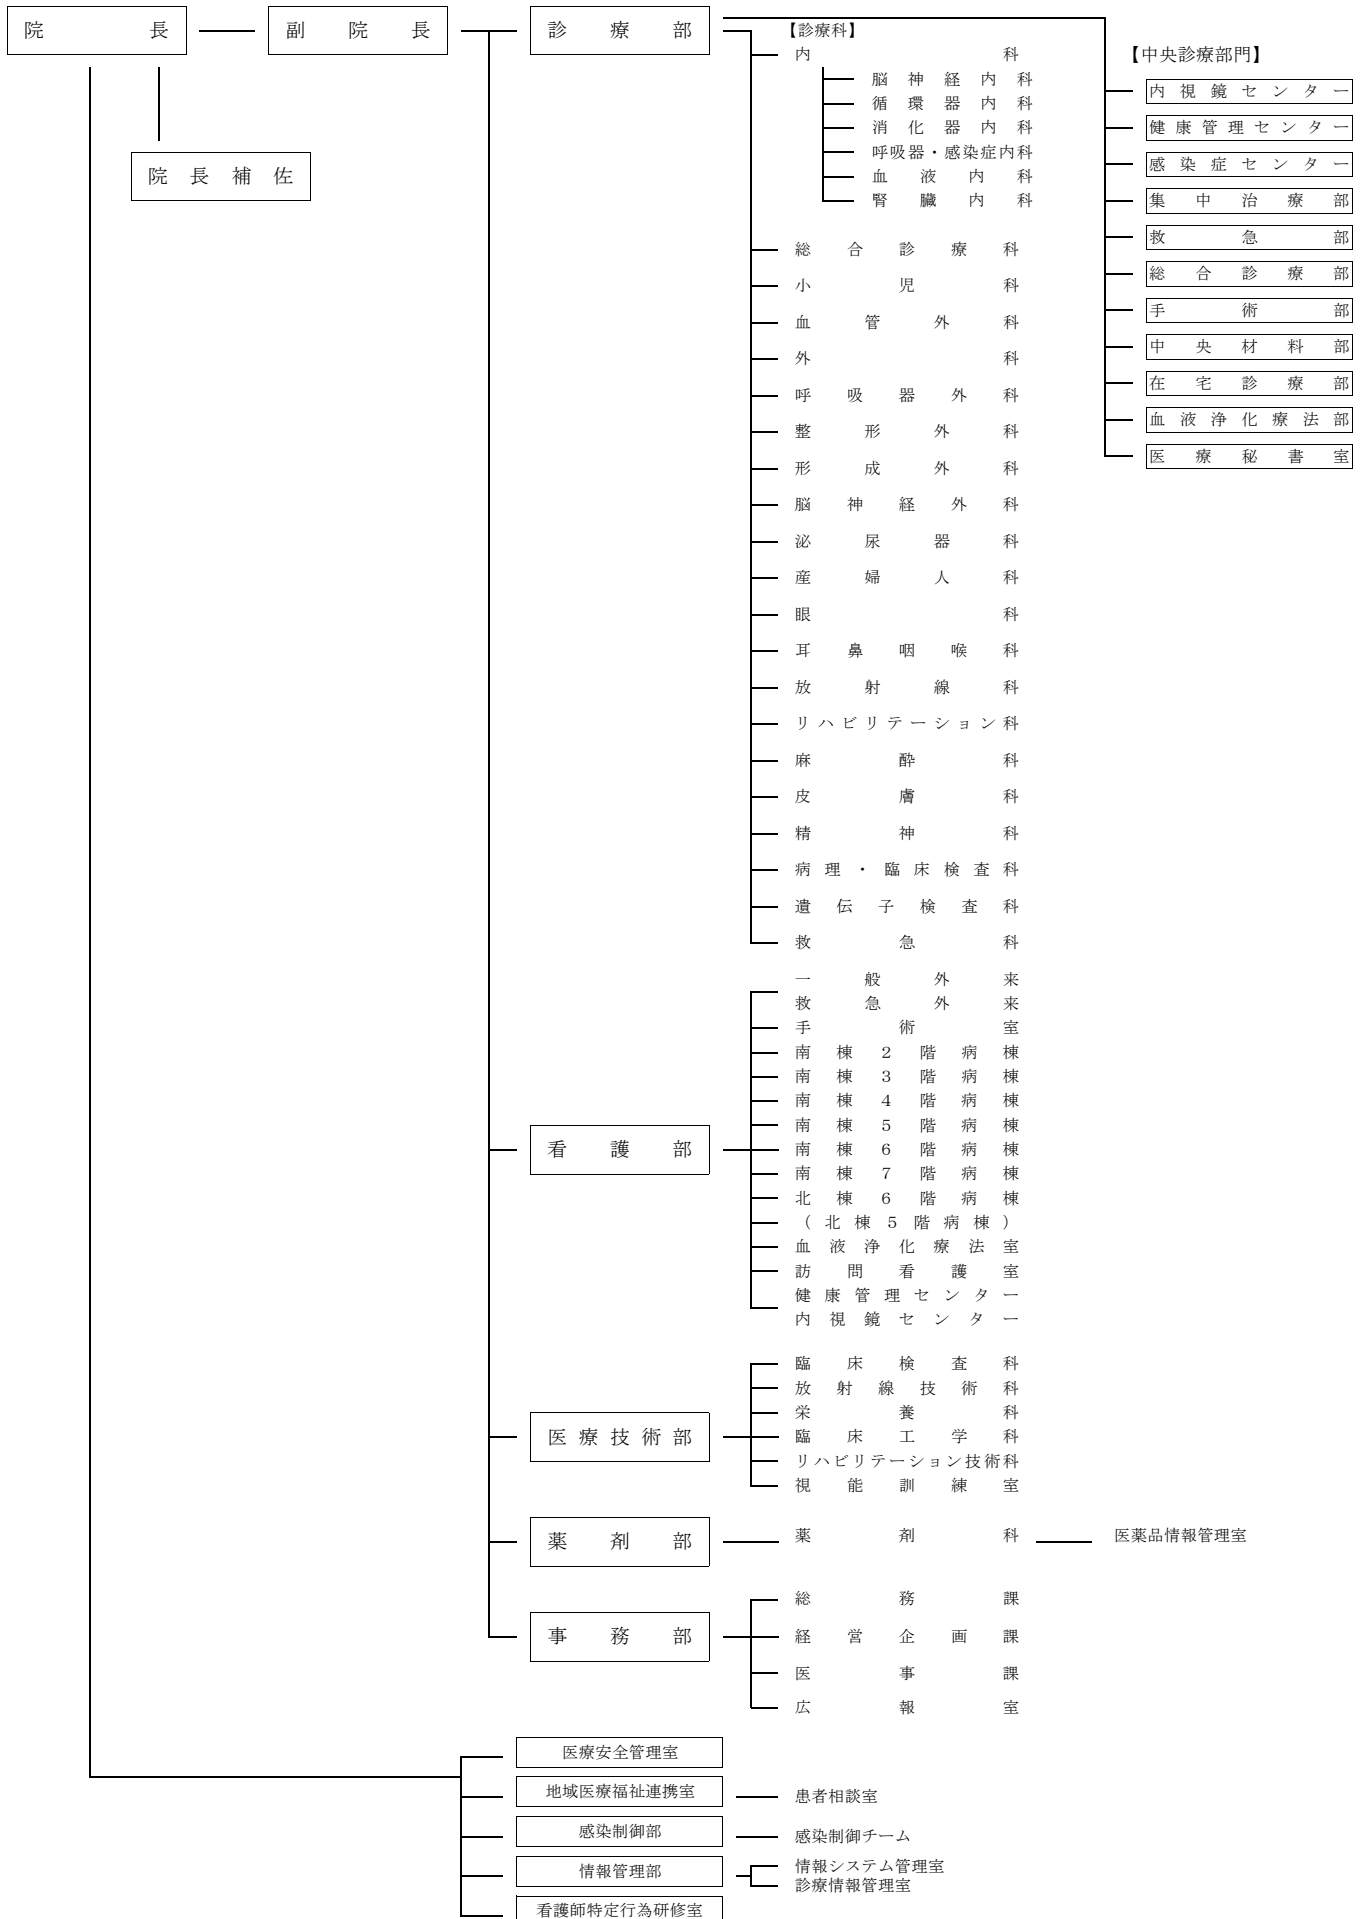 院長
副院長
診療部
院長補佐
【診療科】
内科
脳神経内科
循環器内科
消化器内科
呼吸器・感染症内科
血液内科
腎臓内科
総合診療科
小児科
血管外科
外科
呼吸器外科
整形外科
形成外科
脳神経外科
泌尿器科
産婦人科
眼科
耳鼻咽喉科
放射線科
リハビリテーション科
麻酔科
皮膚科
精神科
病理・臨床検査科
遺伝子検査科
救急科
【中央診療部門】
内視鏡センター
健康管理センター
感染症センター
集中治療部
救急部
総合診療部
手術部
中央材料部
在宅診療部
血液浄化療法部
医療秘書室
看護部
一般外来
救急外来
手術室
南棟2階病棟
南棟3階病棟
南棟4階病棟
南棟5階病棟
南棟6階病棟
南棟7階病棟
北棟6階病棟
（北棟5階病棟）
血液浄化療法室
訪問看護室
健康管理センター
内視鏡センター
医療技術部
臨床検査科
放射線技術科
栄養科
臨床工学科
リハビリテーション技術科
視能訓練室
薬剤部
薬剤科
医薬品情報管理室
事務部
総務課
経営企画課
医事課
広報室
医療安全管理室
地域医療福祉連携室
患者相談室
感染制御部
感染制御チーム
情報管理部
情報システム管理室
診療情報管理室
看護師特定行為研修室